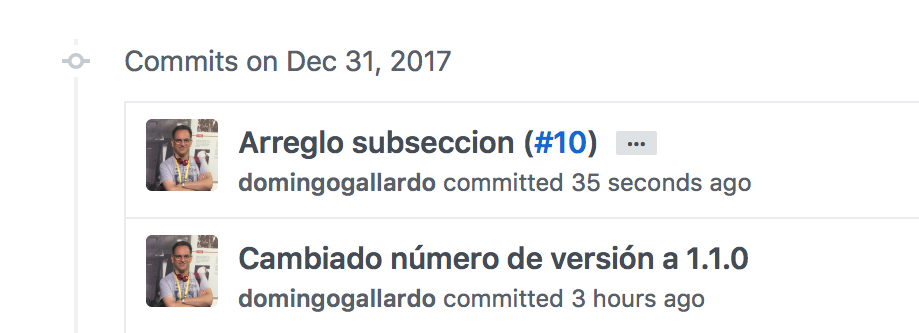 Commits on Dec 31, 2017
Arreglo subseccion (#10) ...
domingogallardo committed 35 seconds ago
Cambiado número de versión a 1.1.0
domingogallardo committed 3 hours ago